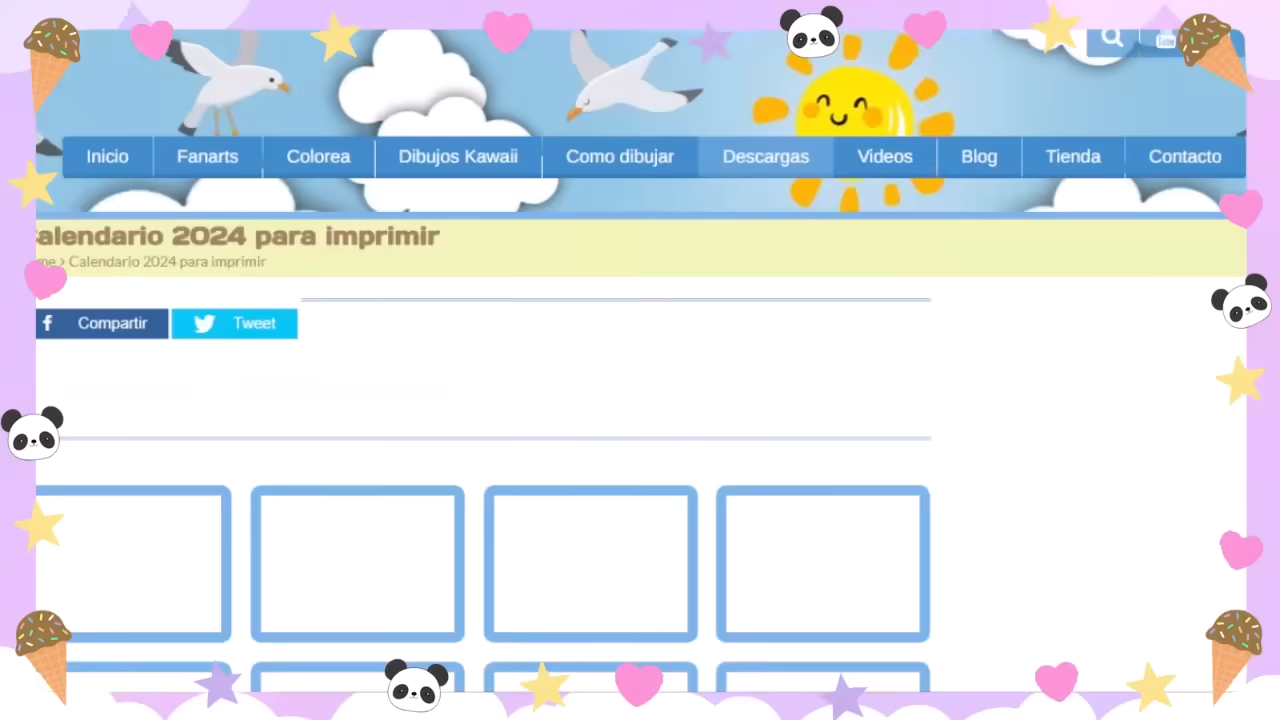 Inicio Fanarts Colorea Dibujos Kawaii Como dibujar Descargas Videos Blog Tienda Contacto
alendario 2024 para imprimir
me › Calendario 2024 para imprimir
Compartir Tweet